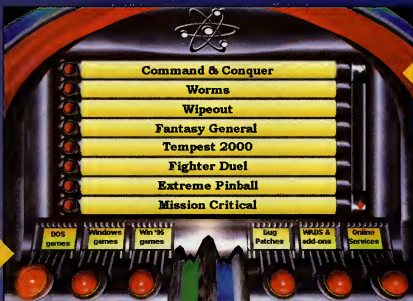 Command & Conquer
Worms
Wipeout
Fantasy General
Tempest 2000
Fighter Duel
Extreme Pinball
Mission Critical
DOS
games
Windows
games
Win '95
games
Bug
Patches
WADS &
add-ons
Online
Services